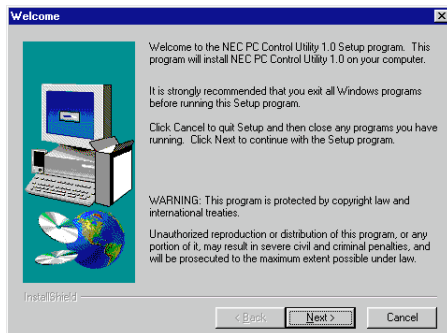 Welcome
Welcome to the NEC PC Control Utility 1.0 Setup program. This
program will install NEC PC Control Utility 1.0 on your computer.
It is strongly recommended that you exit all Windows programs
before running this Setup program.
Click Cancel to quit Setup and then close any programs you have
running. Click Next to continue with the Setup program.
WARNING: This program is protected by copyright law and
international treaties.
Unauthorized reproduction or distribution of this program, or any
portion of it, may result in severe civil and criminal penalties, and
will be prosecuted to the maximum extent possible under law.
InstallShield
< Back Next > Cancel